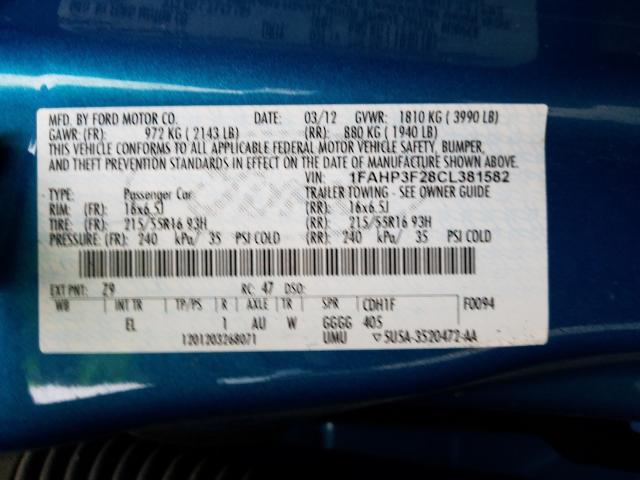 MFD. BY FORD MOTOR CO. DATE: 03/12 GVWR: 1810 KG ( 3990 LB)
GAWR: (FR): 972 KG ( 2143 LB) (RR): 880 KG ( 1940 LB)
THIS VEHICLE CONFORMS TO ALL APPLICABLE FEDERAL MOTOR VEHICLE SAFETY, BUMPER,
AND THEFT PREVENTION STANDARDS IN EFFECT ON THE DATE OF MANUFACTURE SHOWN ABOVE.
VIN: 1FAHP3F28CL381582
TYPE: Passenger Car TRAILER TOWING - SEE OWNER GUIDE
RIM: (FR): 16x6.5J (RR): 16x6.5J
TIRE: (FR): 215/55R16 93H (RR): 215/55R16 93H
PRESSURE: (FR): 240 kPa/ 35 PSI COLD (RR): 240 kPa/ 35 PSI COLD
EXT PNT: Z9 RC: 47 DSO:
WB INT TR TP/PS R AXLE TR SPR CDH1F F0094
EL 1 AU W GGGG 405
1201203268071 UMU ▽5U5A-3520472-AA